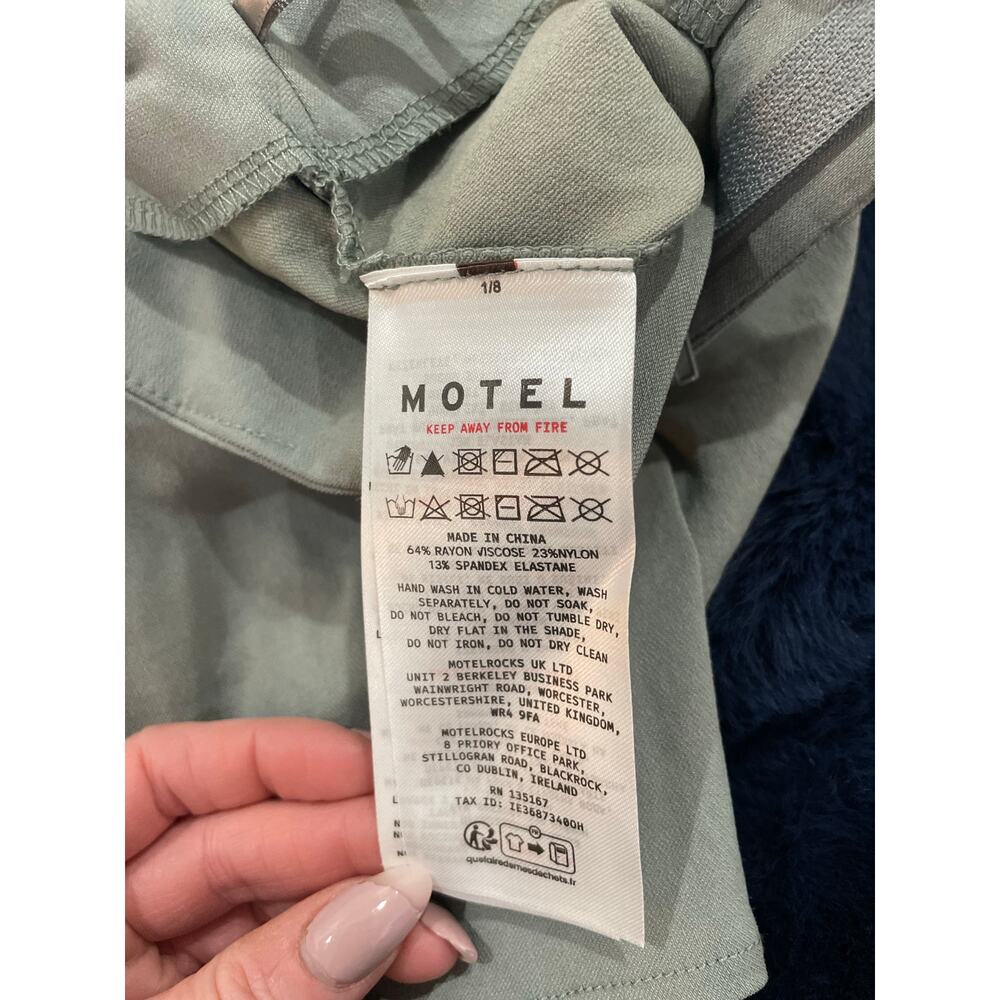 1/8
MOTEL
KEEP AWAY FROM FIRE
MADE IN CHINA
64% RAYON VISCOSE 23%NYLON
13% SPANDEX ELASTANE
HAND WASH IN COLD WATER, WASH
SEPARATELY, DO NOT SOAK,
DO NOT BLEACH, DO NOT TUMBLE DRY,
DRY FLAT IN THE SHADE,
DO NOT IRON, DO NOT DRY CLEAN
MOTELROCKS UK LTD
UNIT 2 BERKELEY BUSINESS PARK
WAINWRIGHT ROAD, WORCESTER,
WORCESTERSHIRE, UNITED KINGDOM,
WR4 9FA
MOTELROCKS EUROPE LTD
8 PRIORY OFFICE PARK,
STILLOGRAN ROAD, BLACKROCK,
CO DUBLIN, IRELAND
RN 135167
TAX ID: IE3687340OH
FR
quefairedemesdechets.fr